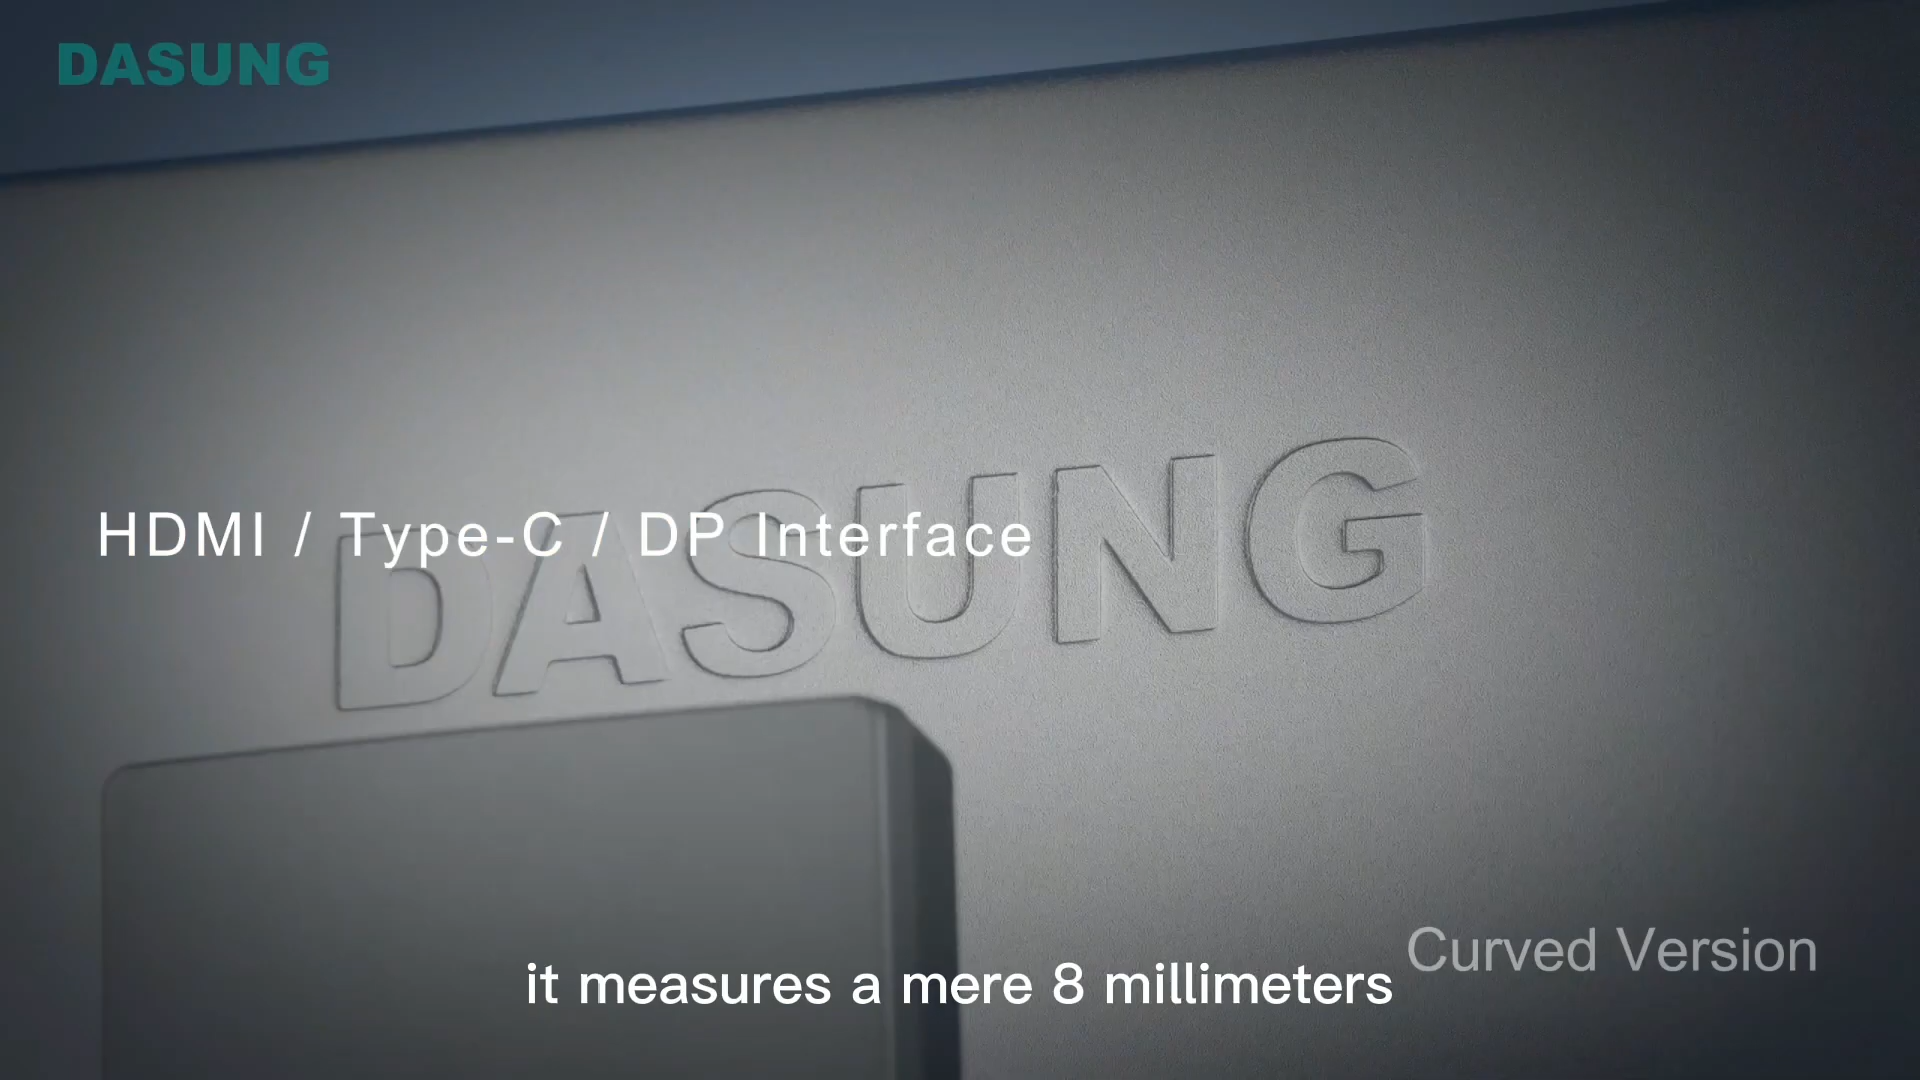 DASUNG
HDMI / Type-C / DP Interface
DASUNG
Curved Version
it measures a mere 8 millimeters